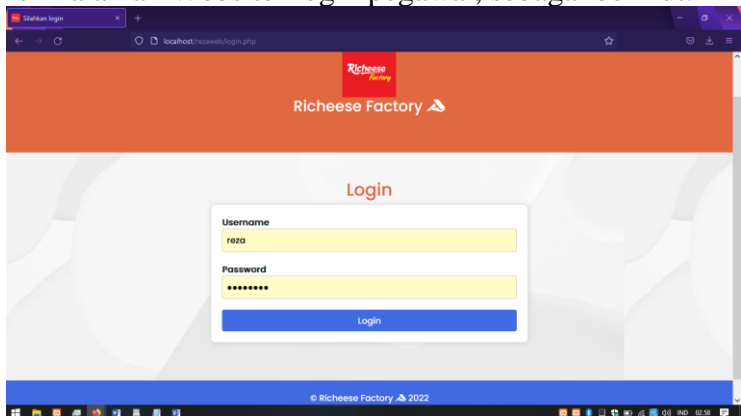 Silahkan login
localhost/rezaweb/login.php
Richeese
Factory
Richeese Factory
Login
Username
reza
Password
••••••••
Login
© Richeese Factory 2022
IND 02.58